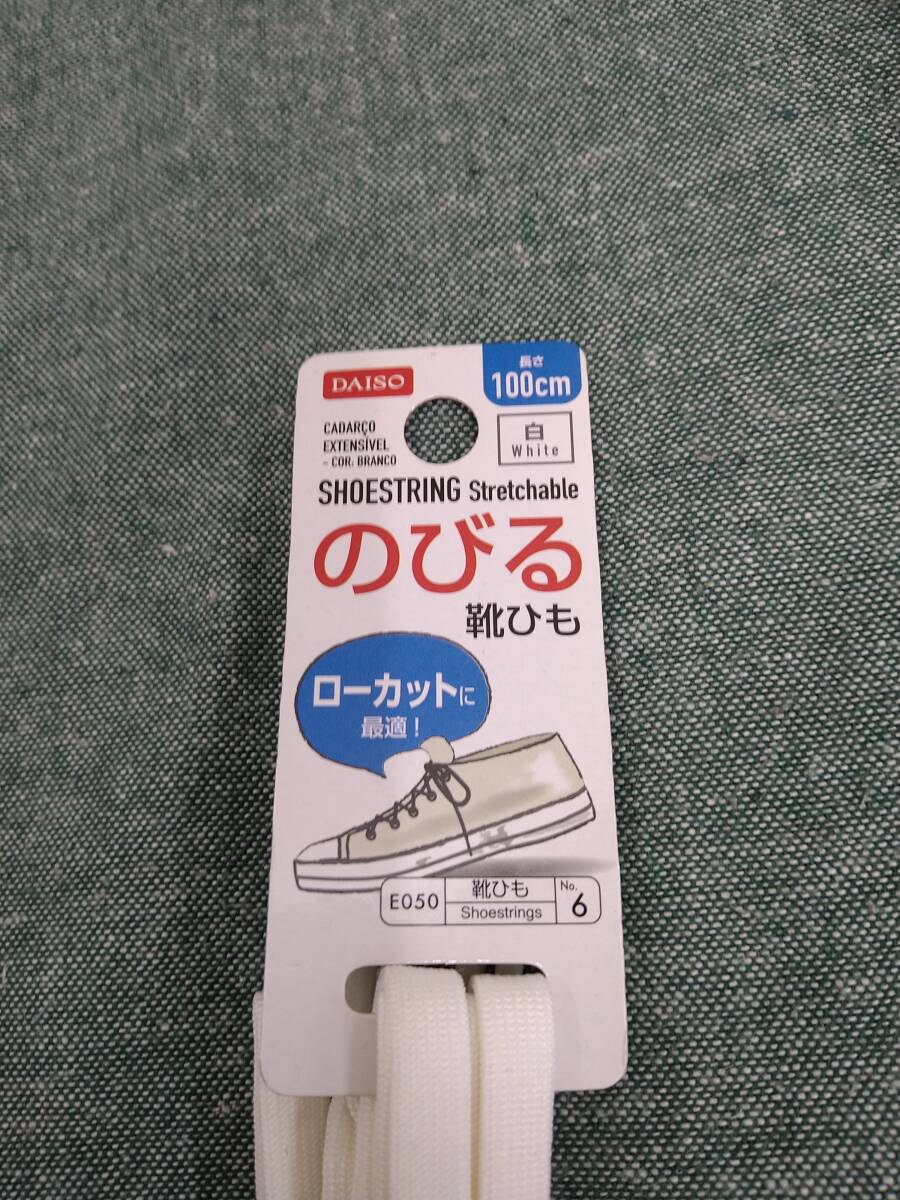 DAISO
長さ
100cm
CADARÇO
EXTENSÍVEL
- COR: BRANCO
白
White
SHOESTRING Stretchable
のびる
靴ひも
ローカットに
最適！
E050
靴ひも
Shoestrings
No.
6